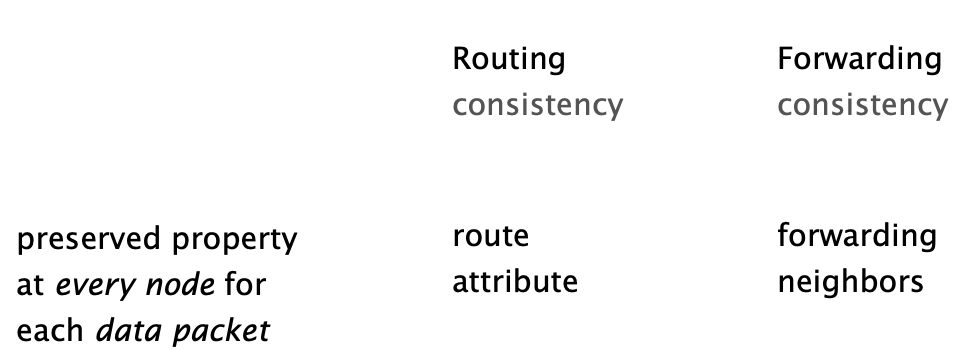 Routing Forwarding
consistency consistency
preserved property route forwarding
at every node for attribute neighbors
each data packet